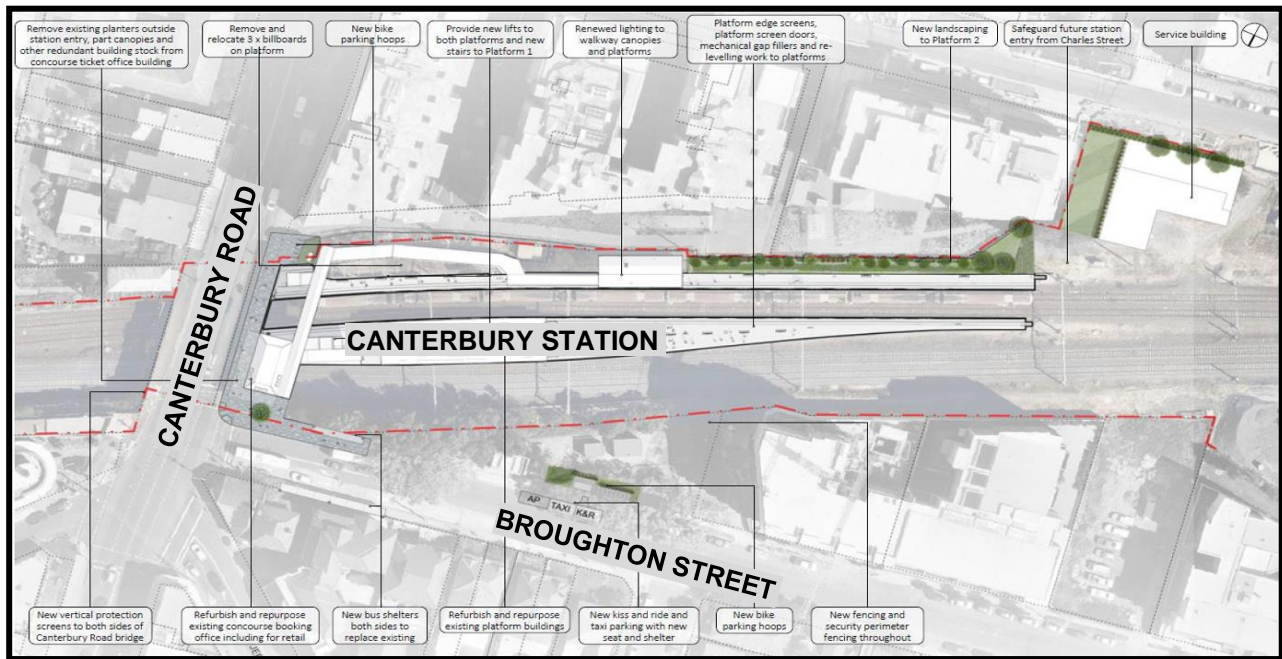 Remove existing planters outside
station entry, part canopies and
other redundant building stock from
concourse ticket office building
Remove and
relocate 3 x billboards
on platform
New bike
parking hoops
Provide new lifts to
both platforms and new
stairs to Platform 1
Renewed lighting to
walkway canopies
and platforms
Platform edge screens,
platform screen doors,
mechanical gap fillers and re-
levelling work to platforms
New landscaping
to Platform 2
Safeguard future station
entry from Charles Street
Service building
CANTERBURY ROAD
CANTERBURY STATION
AP TAXI K&R
BROUGHTON STREET
New vertical protection
screens to both sides of
Canterbury Road bridge
Refurbish and repurpose
existing concourse booking
office including for retail
New bus shelters
both sides to
replace existing
Refurbish and repurpose
existing platform buildings
New kiss and ride and
taxi parking with new
seat and shelter
New bike
parking hoops
New fencing and
security perimeter
fencing throughout